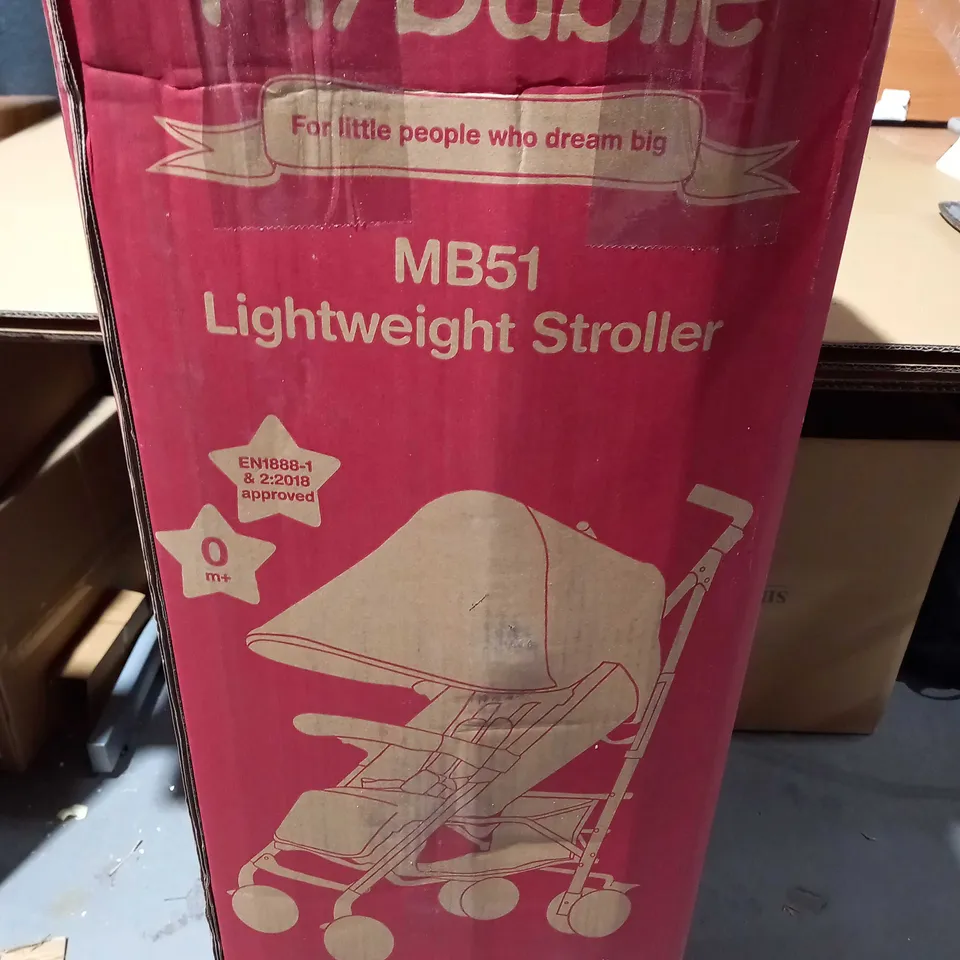 For little people who dream big
MB51
Lightweight Stroller
EN1888-1
& 2:2018
approved
0
m+